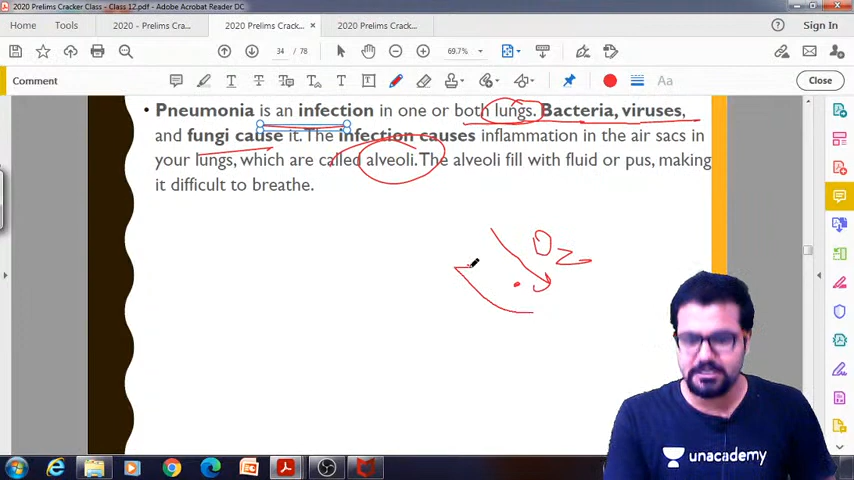 2020 Prelims Cracker Class - Class 12.pdf - Adobe Acrobat Reader DC
Home Tools 2020 - Prelims Crac... 2020 Prelims Crack... × 2020 Prelims Crack... Sign In
34 / 78 69.7%
Comment Close
• Pneumonia is an infection in one or both lungs. Bacteria, viruses,
and fungi cause it. The infection causes inflammation in the air sacs in
your lungs, which are called alveoli. The alveoli fill with fluid or pus, making
it difficult to breathe.
O2
unacademy